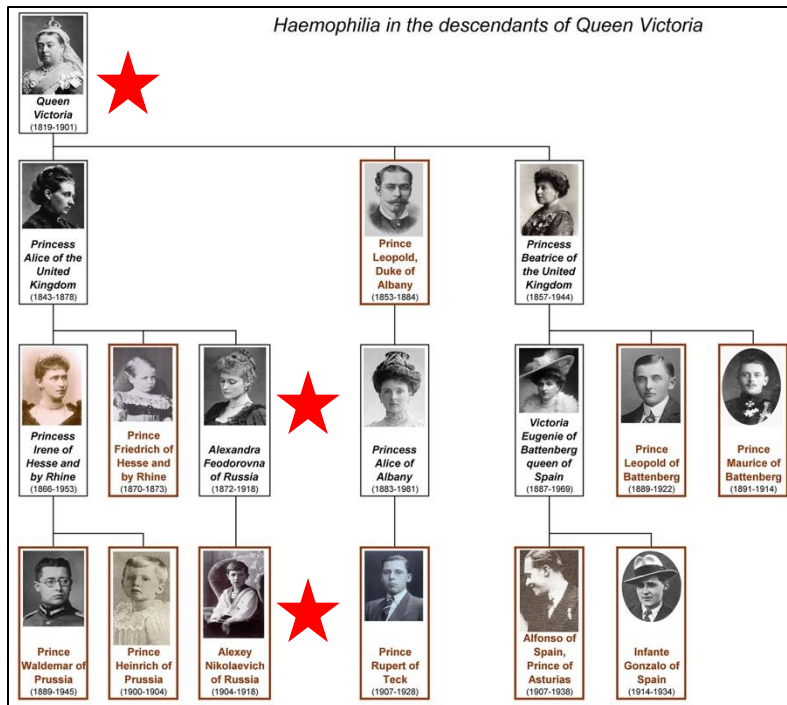 Haemophilia in the descendants of Queen Victoria
Queen
Victoria
(1819-1901)
Princess
Alice of the
United
Kingdom
(1843-1878)
Prince
Leopold,
Duke of
Albany
(1853-1884)
Princess
Beatrice of
the United
Kingdom
(1857-1944)
Princess
Irene of
Hesse and
by Rhine
(1866-1953)
Prince
Friedrich of
Hesse and
by Rhine
(1870-1873)
Alexandra
Feodorovna
of Russia
(1872-1918)
Princess
Alice of
Albany
(1883-1981)
Victoria
Eugenie of
Battenberg
queen of
Spain
(1887-1969)
Prince
Leopold of
Battenberg
(1889-1922)
Prince
Maurice of
Battenberg
(1891-1914)
Prince
Waldemar of
Prussia
(1889-1945)
Prince
Heinrich of
Prussia
(1900-1904)
Alexey
Nikolaevich
of Russia
(1904-1918)
Prince
Rupert of
Teck
(1907-1928)
Alfonso of
Spain,
Prince of
Asturias
(1907-1938)
Infante
Gonzalo of
Spain
(1914-1934)